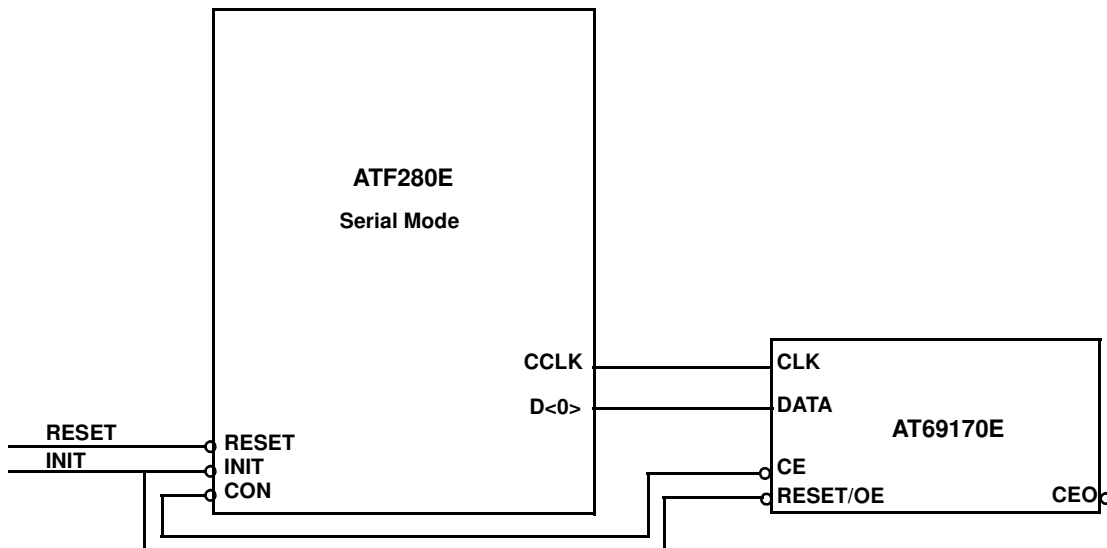 ATF280E
Serial Mode
CCLK
CLK
D<0>
DATA
AT69170E
RESET
RESET
INIT
INIT
CON
CE
RESET/OE
CEO